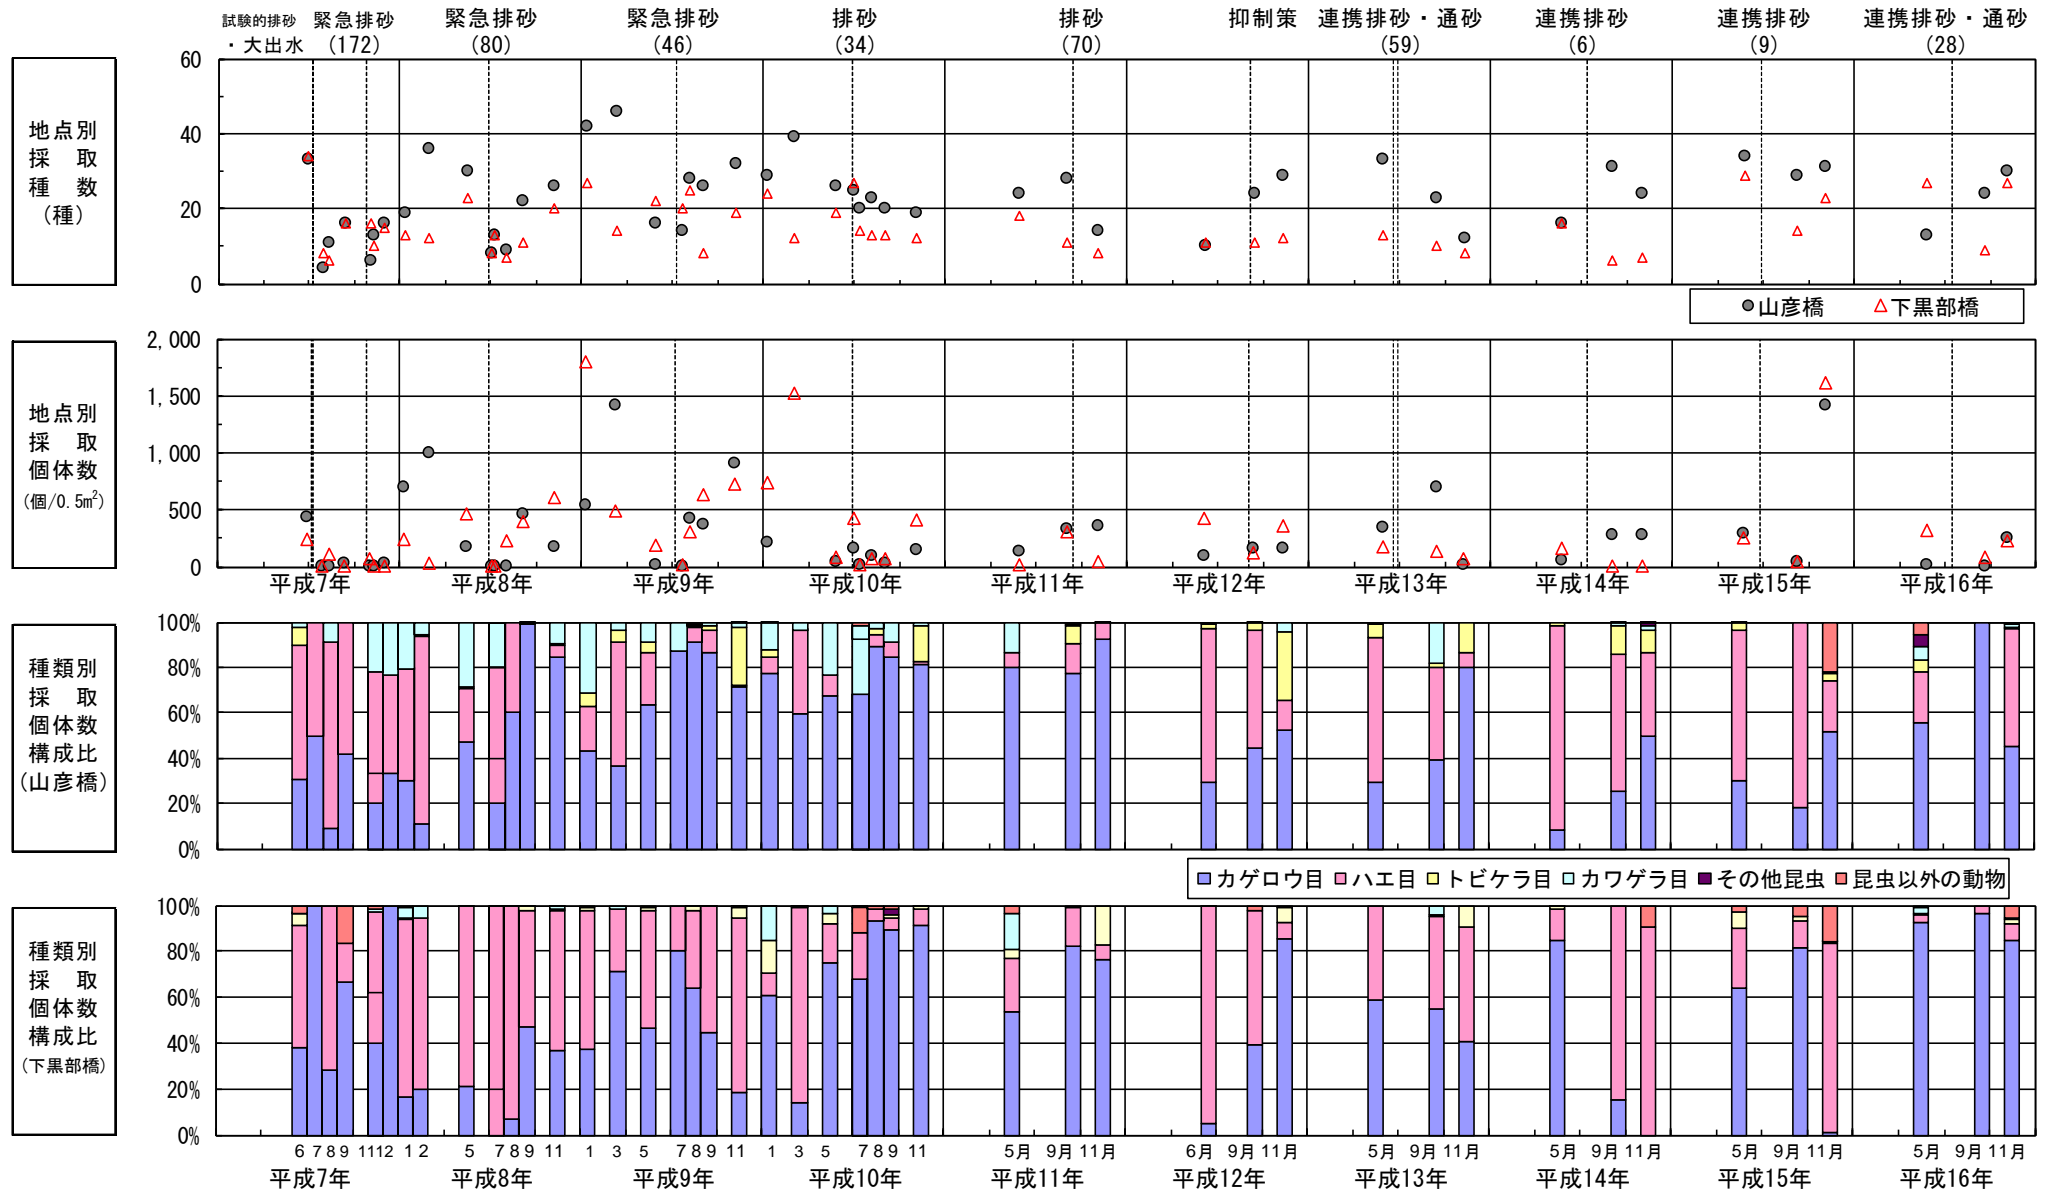 試験的排砂 緊急排砂 緊急排砂 緊急排砂 排砂 排砂 抑制策 連携排砂・通砂 連携排砂 連携排砂 連携排砂・通砂
・大出水 (172) (80) (46) (34) (70) (59) (6) (9) (28)
地点別
採 取
種 数
(種)
60
40
20
0
山彦橋 下黒部橋
地点別
採 取
個体数
(個/0.5m²)
2,000
1,500
1,000
500
0
平成7年 平成8年 平成9年 平成10年 平成11年 平成12年 平成13年 平成14年 平成15年 平成16年
種類別
採 取
個体数
構成比
(山彦橋)
100%
80%
60%
40%
20%
0%
カゲロウ目 ハエ目 トビケラ目 カワゲラ目 その他昆虫 昆虫以外の動物
種類別
採 取
個体数
構成比
(下黒部橋)
100%
80%
60%
40%
20%
0%
6 7 8 9 11 12 1 2 5 7 8 9 11 1 3 5 7 8 9 11 1 3 5 7 8 9 11 5月 9月 11月 6月 9月 11月 5月 9月 11月 5月 9月 11月 5月 9月 11月 5月 9月 11月
平成7年 平成8年 平成9年 平成10年 平成11年 平成12年 平成13年 平成14年 平成15年 平成16年